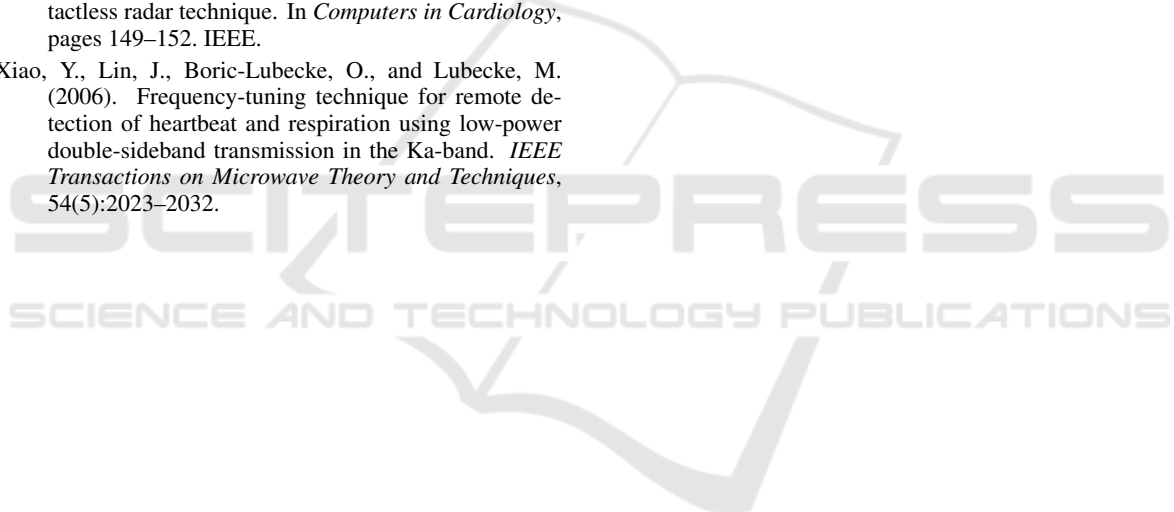 tactless radar technique. In Computers in Cardiology,
pages 149–152. IEEE.
Xiao, Y., Lin, J., Boric-Lubecke, O., and Lubecke, M.
(2006). Frequency-tuning technique for remote de-
tection of heartbeat and respiration using low-power
double-sideband transmission in the Ka-band. IEEE
Transactions on Microwave Theory and Techniques,
54(5):2023–2032.
SCITEPRESS
SCIENCE AND TECHNOLOGY PUBLICATIONS